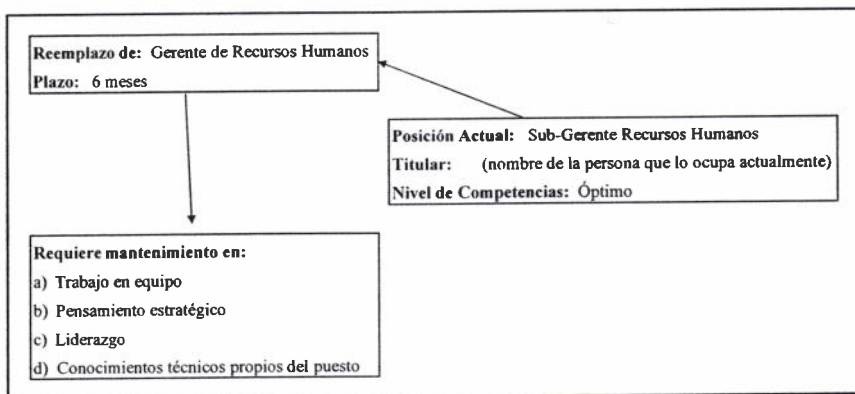 Reemplazo de: Gerente de Recursos Humanos
Plazo: 6 meses
Posición Actual: Sub-Gerente Recursos Humanos
Titular: (nombre de la persona que lo ocupa actualmente)
Nivel de Competencias: Óptimo
Requiere mantenimiento en:
a) Trabajo en equipo
b) Pensamiento estratégico
c) Liderazgo
d) Conocimientos técnicos propios del puesto